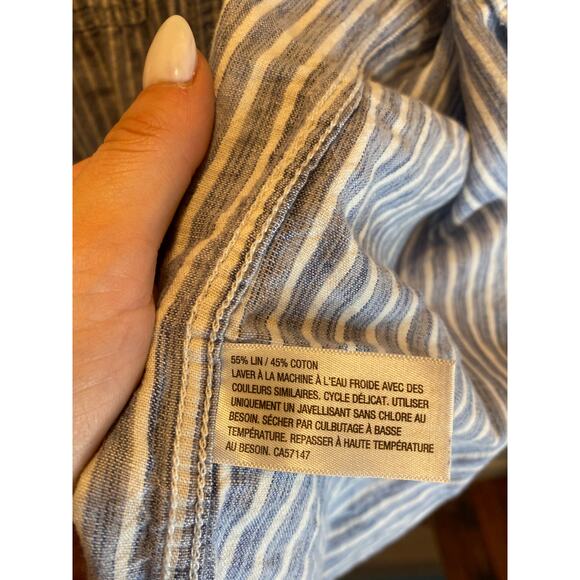 55% LIN / 45% COTON
LAVER À LA MACHINE À L'EAU FROIDE AVEC DES
COULEURS SIMILAIRES. CYCLE DÉLICAT. UTILISER
UNIQUEMENT UN JAVELLISANT SANS CHLORE AU
BESOIN. SÉCHER PAR CULBUTAGE À BASSE
TEMPÉRATURE. REPASSER À HAUTE TEMPÉRATURE
AU BESOIN. CA57147